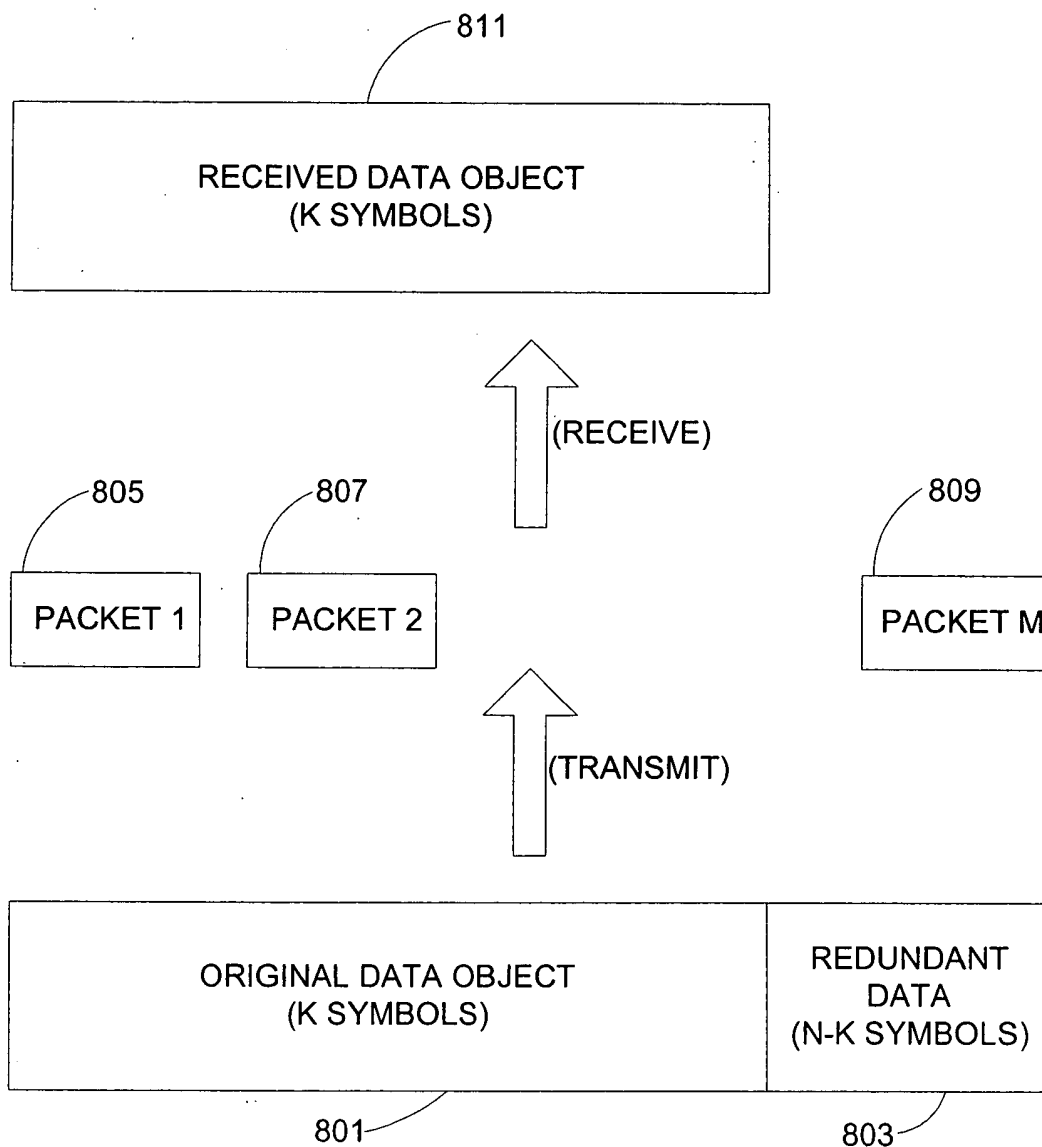 811
RECEIVED DATA OBJECT
(K SYMBOLS)
(RECEIVE)
805
807
809
PACKET 1
PACKET 2
PACKET M
(TRANSMIT)
ORIGINAL DATA OBJECT
(K SYMBOLS)
REDUNDANT
DATA
(N-K SYMBOLS)
801
803